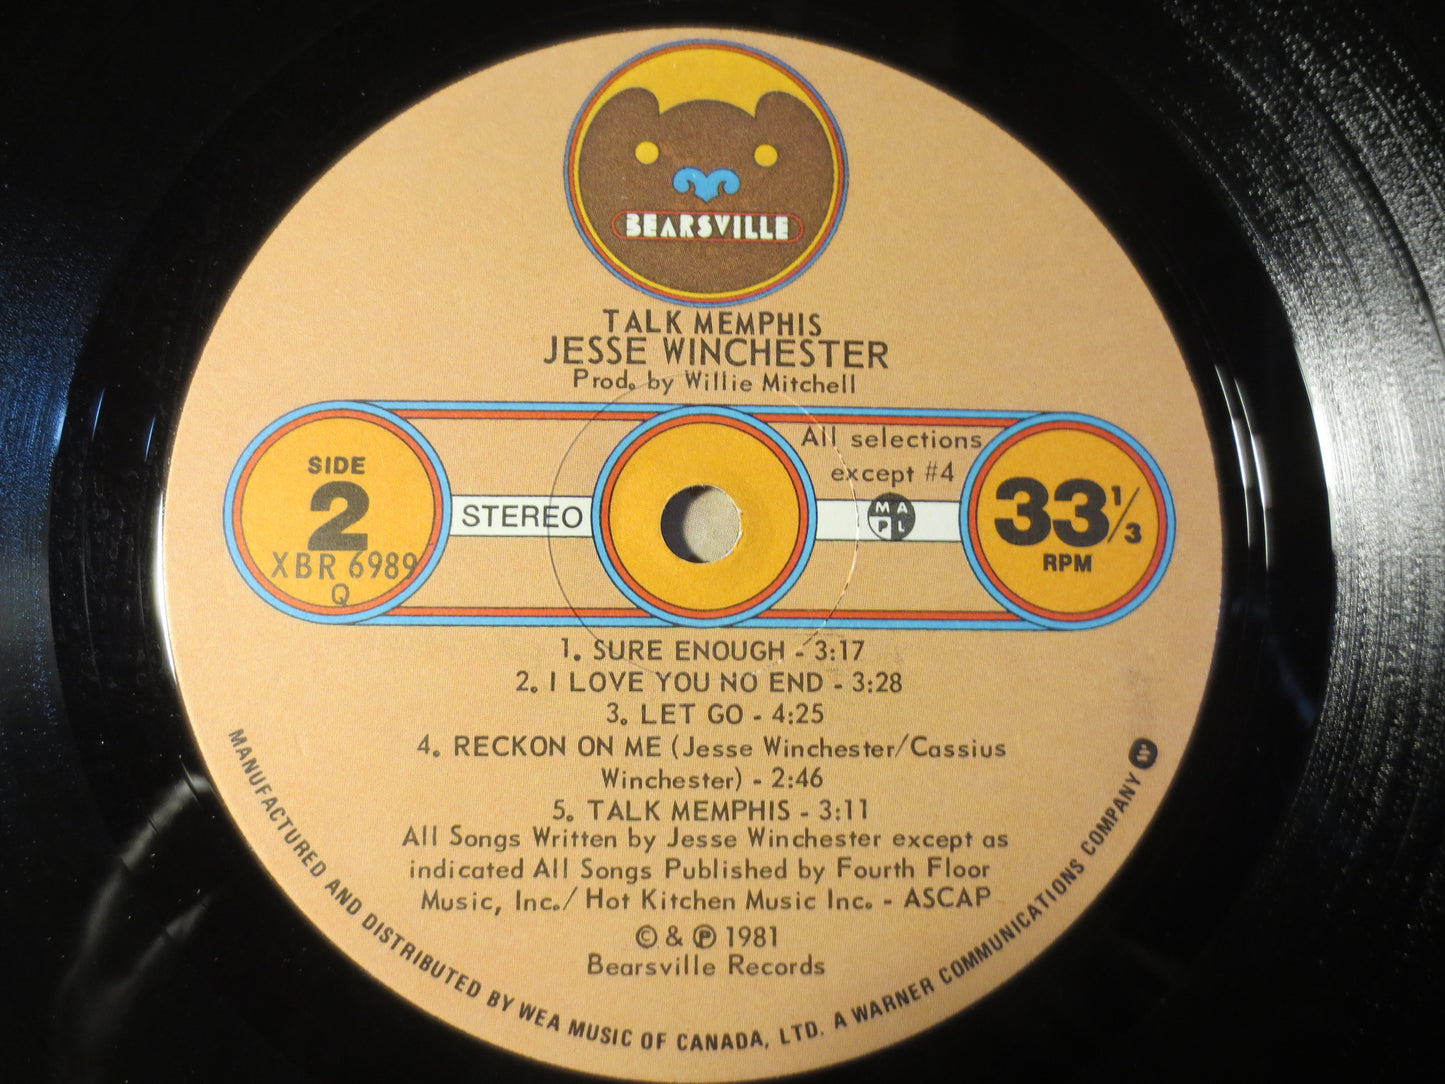 BEARSVILLE
TALK MEMPHIS
JESSE WINCHESTER
Prod. by Willie Mitchell
All selections
except #4
SIDE
2
XBR 6989
Q
STEREO
M A
P L
33 1/3
RPM
1. SURE ENOUGH - 3:17
2. I LOVE YOU NO END - 3:28
3. LET GO - 4:25
4. RECKON ON ME (Jesse Winchester/Cassius
Winchester) - 2:46
5. TALK MEMPHIS - 3:11
All Songs Written by Jesse Winchester except as
indicated All Songs Published by Fourth Floor
Music, Inc./ Hot Kitchen Music Inc. - ASCAP
© & ℗ 1981
Bearsville Records
MANUFACTURED AND DISTRIBUTED BY WEA MUSIC OF CANADA, LTD. A WARNER COMMUNICATIONS COMPANY